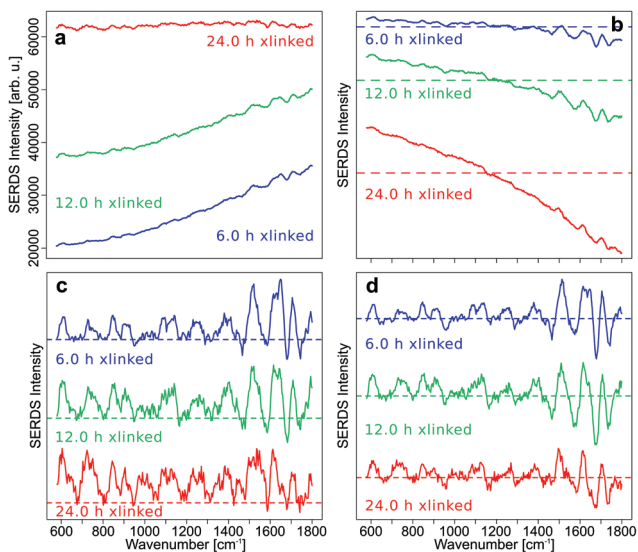 a
24.0 h xlinked
12.0 h xlinked
6.0 h xlinked
SERDS Intensity [arb. u.]
60000
50000
40000
30000
20000
b
6.0 h xlinked
12.0 h xlinked
24.0 h xlinked
SERDS Intensity
c
6.0 h xlinked
12.0 h xlinked
24.0 h xlinked
SERDS Intensity
600 800 1000 1200 1400 1600 1800
Wavenumber [cm-1]
d
6.0 h xlinked
12.0 h xlinked
24.0 h xlinked
SERDS Intensity
600 800 1000 1200 1400 1600 1800
Wavenumber [cm-1]